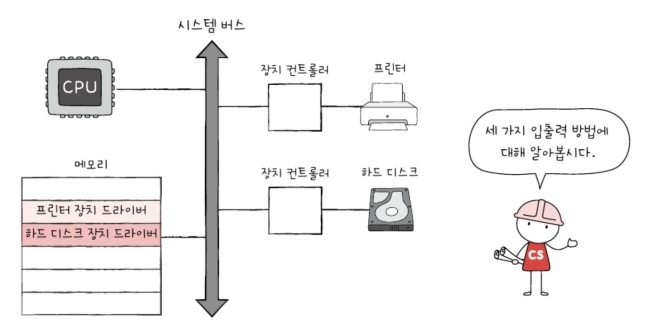 시스템 버스
CPU
장치 컨트롤러
프린터
메모리
프린터 장치 드라이버
하드 디스크 장치 드라이버
장치 컨트롤러
하드 디스크
세 가지 입출력 방법에
대해 알아봅시다.
CS